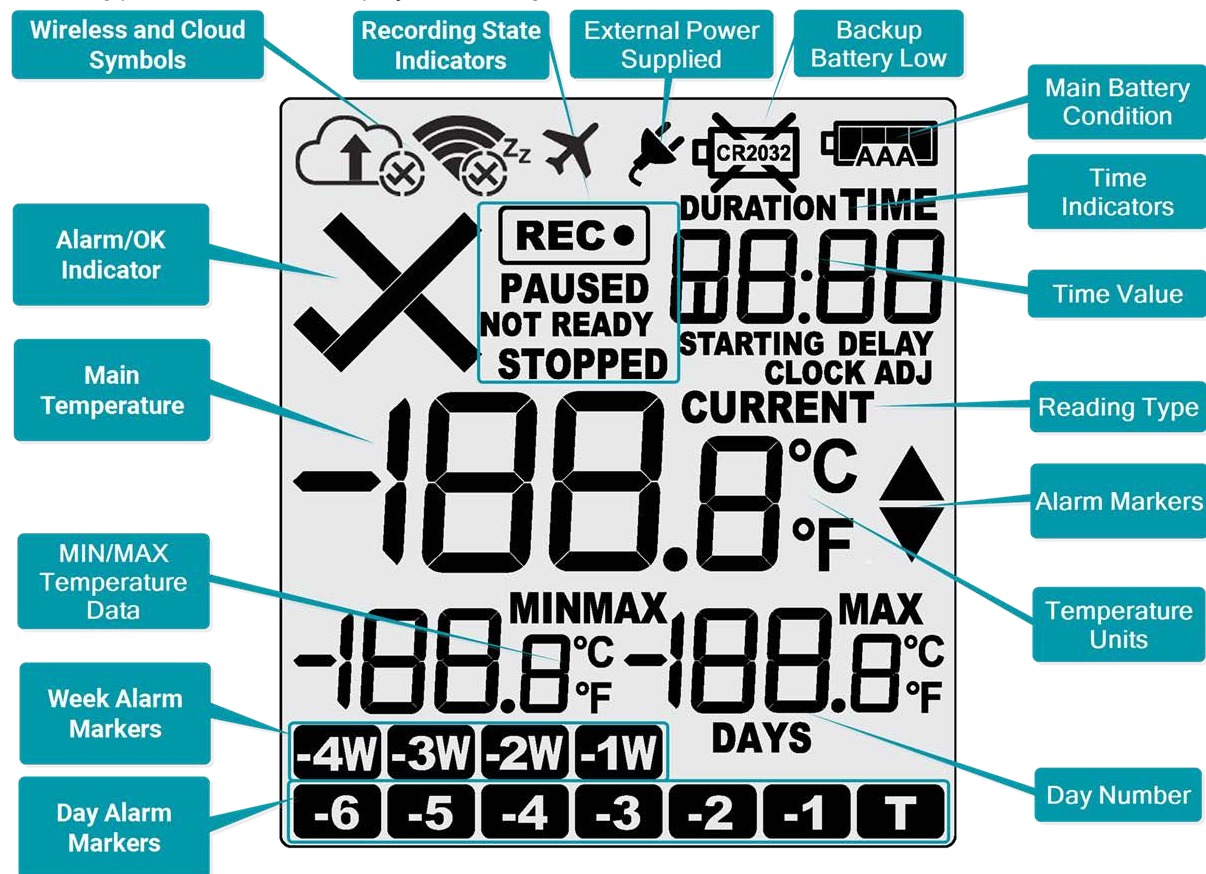 Wireless and Cloud
Symbols
Recording State
Indicators
External Power
Supplied
Backup
Battery Low
Main Battery
Condition
Time
Indicators
Time Value
Reading Type
Alarm Markers
Temperature
Units
Day Number
Alarm/OK
Indicator
Main
Temperature
MIN/MAX
Temperature
Data
Week Alarm
Markers
Day Alarm
Markers
zz
CR2032
AAA
DURATION TIME
REC
PAUSED
NOT READY
STOPPED
18:88
STARTING DELAY
CLOCK ADJ
CURRENT
-188.8 °C
°F
MINMAX
MAX
-188.8 °C
°F
-188.8 °C
°F
DAYS
-4W -3W -2W -1W
-6 -5 -4 -3 -2 -1 T